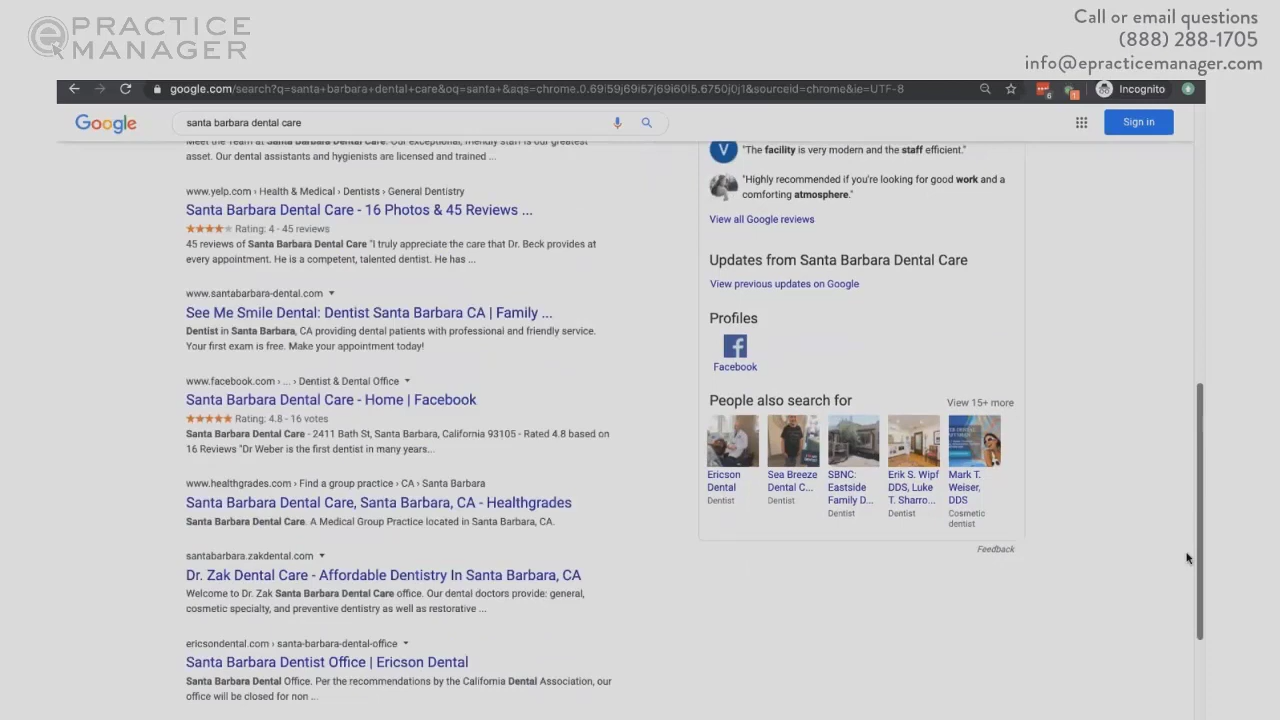 PRACTICE
MANAGER
Call or email questions
(888) 288-1705
info@epracticemanager.com
google.com/search?q=santa+barbara+dental+care&oq=santa+&aqs=chrome.0.69i59j69i57j69i60l5.6750j0j1&sourceid=chrome&ie=UTF-8
Incognito
Google
santa barbara dental care
Sign in
Meet the Team at Santa Barbara Dental Care. Our exceptional, friendly staff is our greatest
asset. Our dental assistants and hygienists are licensed and trained ...
www.yelp.com › Health & Medical › Dentists › General Dentistry
Santa Barbara Dental Care - 16 Photos & 45 Reviews ...
Rating: 4 - 45 reviews
45 reviews of Santa Barbara Dental Care "I truly appreciate the care that Dr. Beck provides at
every appointment. He is a competent, talented dentist. He has ...
www.santabarbara-dental.com
See Me Smile Dental: Dentist Santa Barbara CA | Family ...
Dentist in Santa Barbara, CA providing dental patients with professional and friendly service.
Your first exam is free. Make your appointment today!
www.facebook.com › ... › Dentist & Dental Office
Santa Barbara Dental Care - Home | Facebook
Rating: 4.8 - 16 votes
Santa Barbara Dental Care - 2411 Bath St, Santa Barbara, California 93105 - Rated 4.8 based on
16 Reviews "Dr Weber is the first dentist in many years...
www.healthgrades.com › Find a group practice › CA › Santa Barbara
Santa Barbara Dental Care, Santa Barbara, CA - Healthgrades
Santa Barbara Dental Care. A Medical Group Practice located in Santa Barbara, CA.
santabarbara.zakdental.com
Dr. Zak Dental Care - Affordable Dentistry In Santa Barbara, CA
Welcome to Dr. Zak Santa Barbara Dental Care office. Our dental doctors provide: general,
cosmetic specialty, and preventive dentistry as well as restorative ...
ericsondental.com › santa-barbara-dental-office
Santa Barbara Dentist Office | Ericson Dental
Santa Barbara Dental Office. Per the recommendations by the California Dental Association, our
office will be closed for non ...
V
"The facility is very modern and the staff efficient."
"Highly recommended if you're looking for good work and a
comforting atmosphere."
View all Google reviews
Updates from Santa Barbara Dental Care
View previous updates on Google
Profiles
Facebook
People also search for
View 15+ more
Ericson
Dental
Dentist
Sea Breeze
Dental C...
Dentist
SBNC:
Eastside
Family D...
Dentist
Erik S. Wipf
DDS, Luke
T. Sharro...
Dentist
Mark T.
Weiser,
DDS
Cosmetic
dentist
Feedback